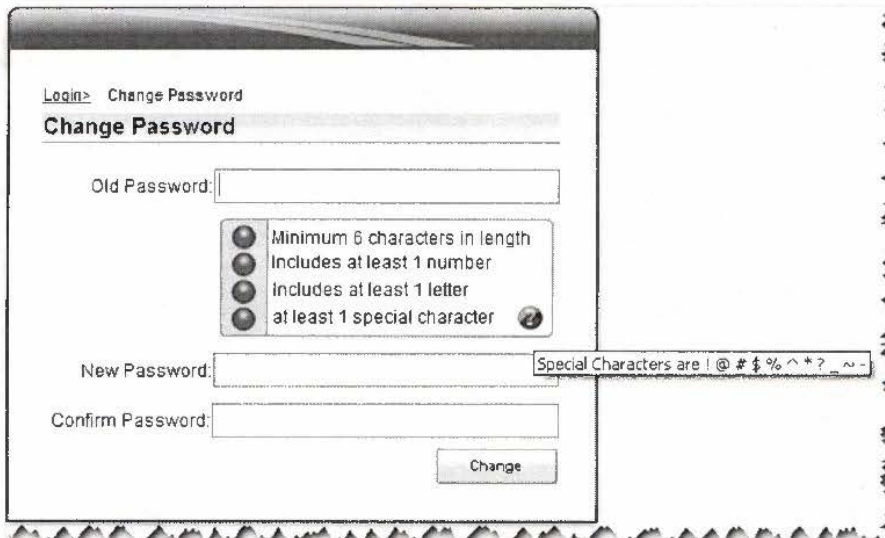 Login> Change Password
Change Password
Old Password:
Minimum 6 characters in length
Includes at least 1 number
Includes at least 1 letter
at least 1 special character
New Password:
Special Characters are ! @ # $ % ^ * ? _ ~ -
Confirm Password:
Change